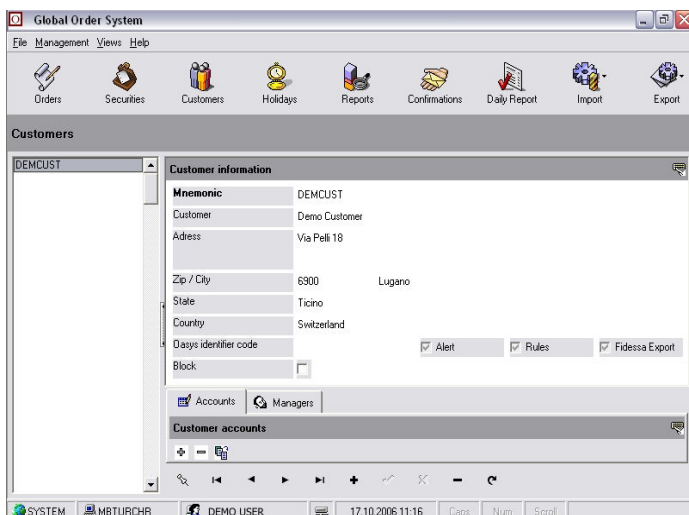 Global Order System
File Management Views Help
Orders Securities Customers Holidays Reports Confirmations Daily Report Import Export
Customers
DEMCUST
Customer information
Mnemonic DEMCUST
Customer Demo Customer
Adress Via Pelli 18
Zip / City 6900 Lugano
State Ticino
Country Switzerland
Oasys identifier code Alert Rules Fidessa Export
Block
Accounts Managers
Customer accounts
SYSTEM MBTURCHB DEMO USER 17.10.2006 11:16 Caps Num Scroll